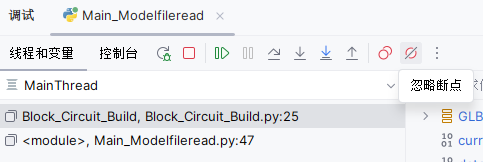 调试 Main_Modelfileread
线程和变量 控制台
MainThread
忽略断点
Block_Circuit_Build, Block_Circuit_Build.py:25
GLB
<module>, Main_Modelfileread.py:47
curr